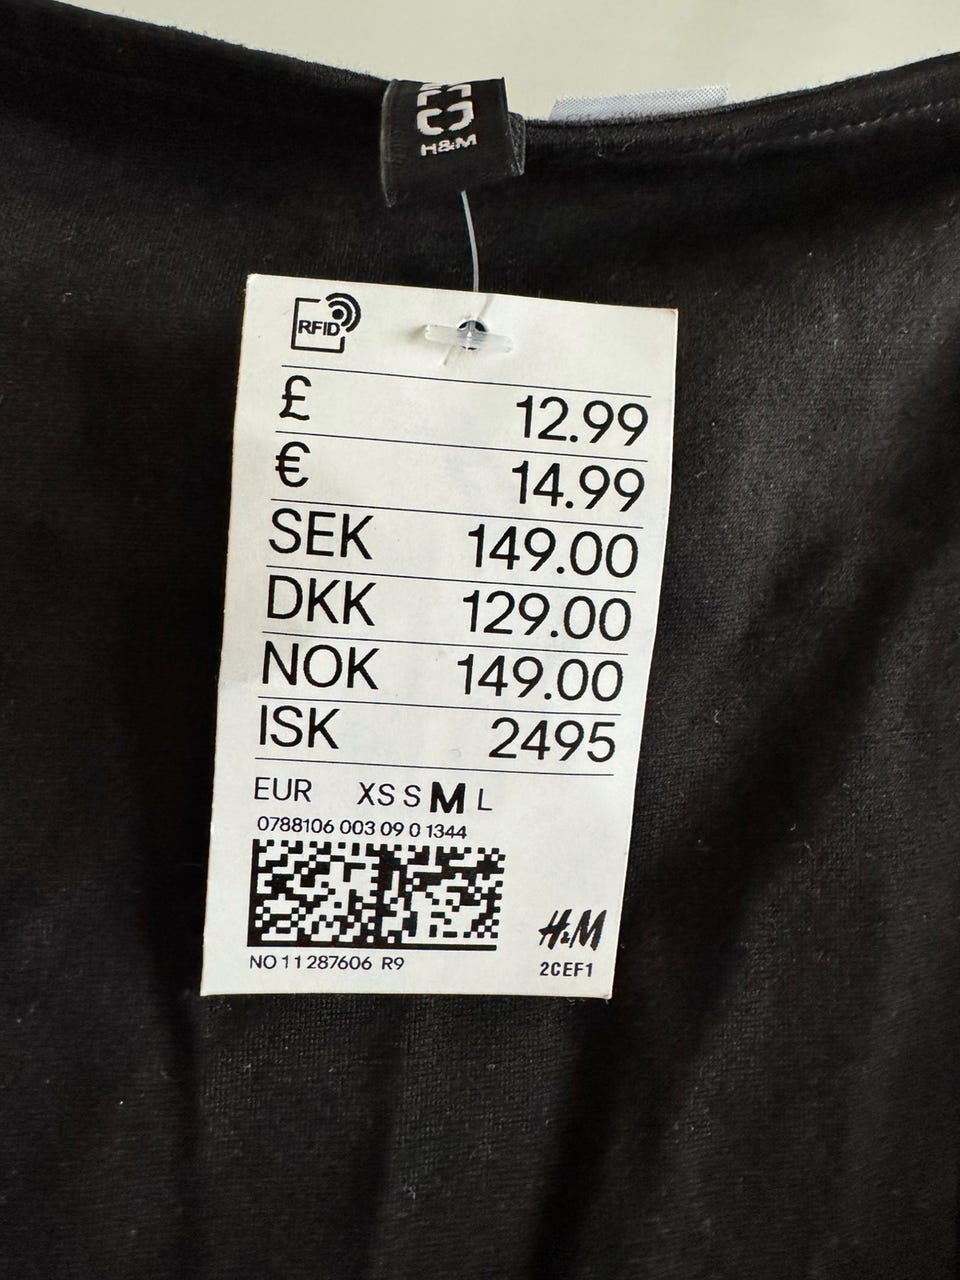 H&M
RFID
£ 12.99
€ 14.99
SEK 149.00
DKK 129.00
NOK 149.00
ISK 2495
EUR XS S M L
0788106 003 09 0 1344
H&M
NO 11 287606 R9
2CEF1